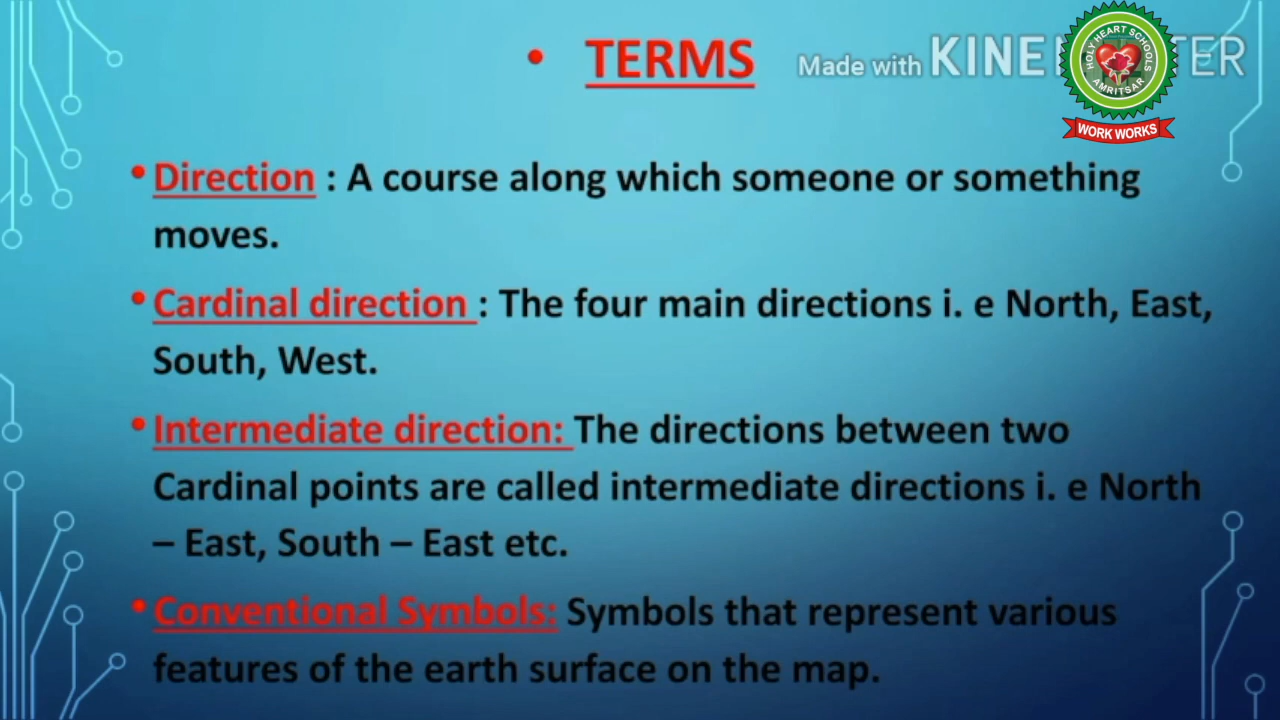 • TERMS
Made with KINE TER
HOLY HEART SCHOOLS
AMRITSAR
WORK WORKS
• Direction : A course along which someone or something
moves.
• Cardinal direction : The four main directions i. e North, East,
South, West.
• Intermediate direction: The directions between two
Cardinal points are called intermediate directions i. e North
– East, South – East etc.
• Conventional Symbols: Symbols that represent various
features of the earth surface on the map.